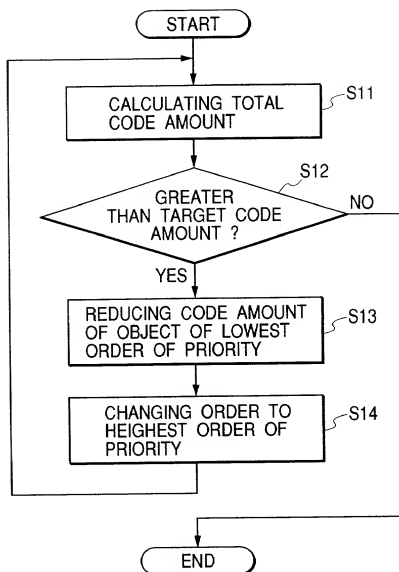 START
CALCULATING TOTAL
CODE AMOUNT
S11
S12
GREATER
THAN TARGET CODE
AMOUNT ?
NO
YES
REDUCING CODE AMOUNT
OF OBJECT OF LOWEST
ORDER OF PRIORITY
S13
CHANGING ORDER TO
HEIGHEST ORDER OF
PRIORITY
S14
END